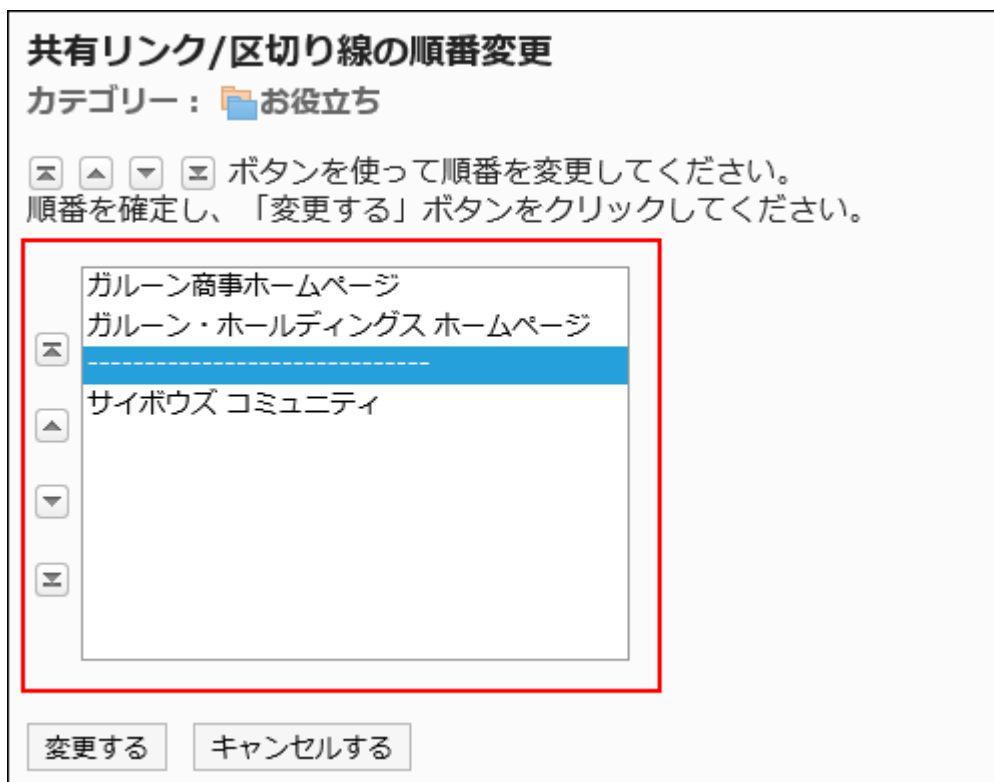 共有リンク/区切り線の順番変更
カテゴリー： お役立ち
ボタンを使って順番を変更してください。
順番を確定し、「変更する」ボタンをクリックしてください。
ガルーン商事ホームページ
ガルーン・ホールディングス ホームページ
------------------------------
サイボウズ コミュニティ
変更する
キャンセルする